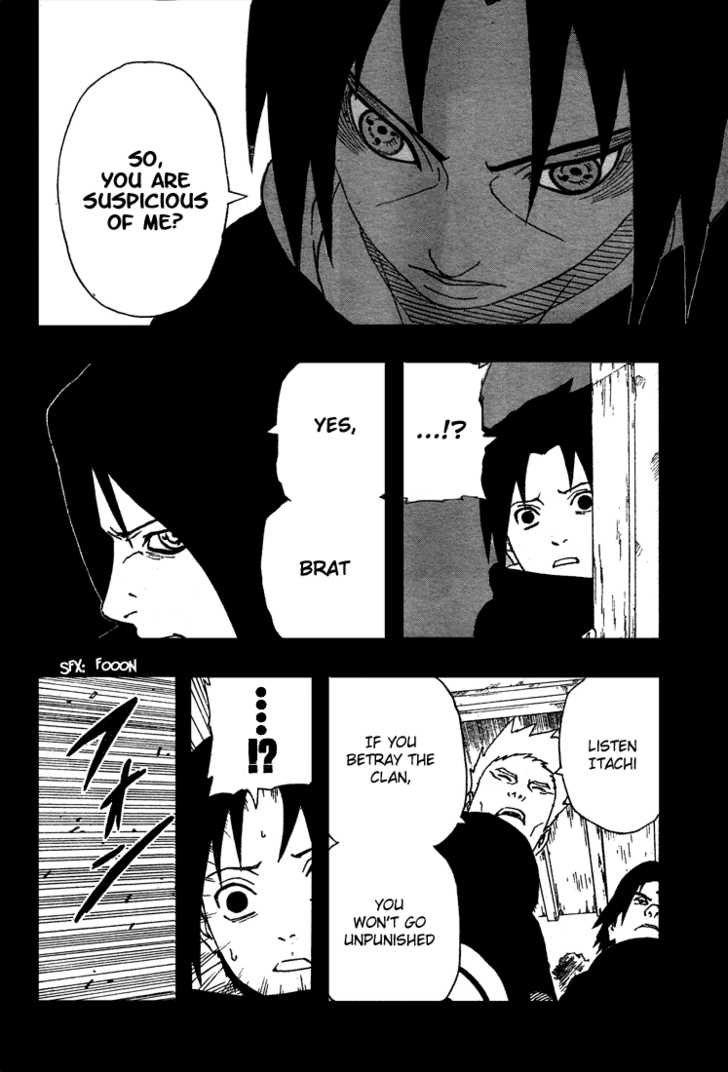 SO,
YOU ARE
SUSPICIOUS
OF ME?
...!?
YES,
BRAT
LISTEN
ITACHI
IF YOU
BETRAY THE
CLAN,
YOU
WON'T GO
UNPUNISHED
....!?
SFX: FOOON